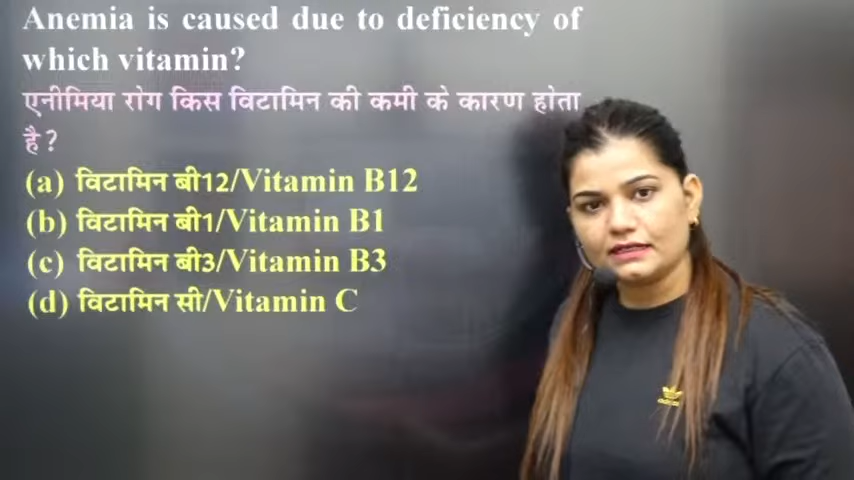 Anemia is caused due to deficiency of
which vitamin?
एनीमिया रोग किस विटामिन की कमी के कारण होता
है?
(a) विटामिन बी12/Vitamin B12
(b) विटामिन बी1/Vitamin B1
(c) विटामिन बी3/Vitamin B3
(d) विटामिन सी/Vitamin C